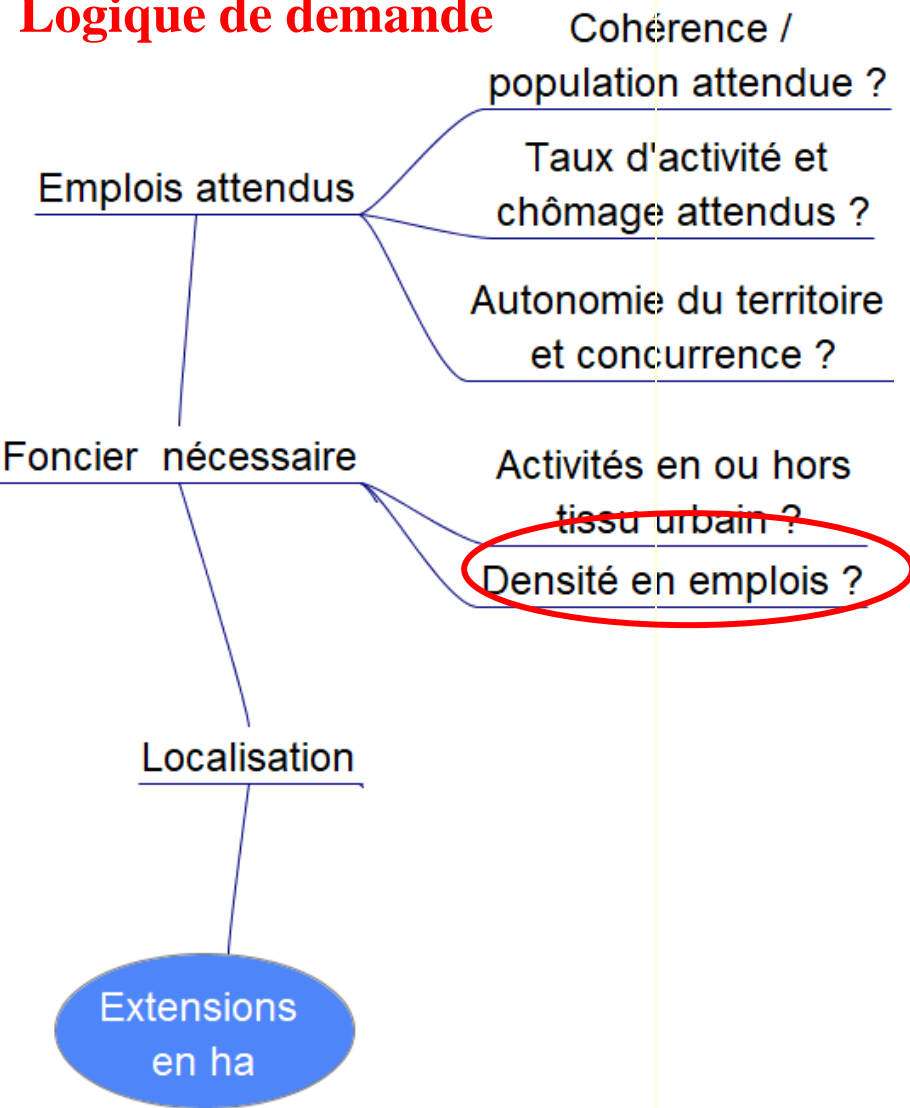 Logique de demande
Cohérence /
population attendue ?
Emplois attendus
Taux d'activité et
chômage attendus ?
Autonomie du territoire
et concurrence ?
Foncier nécessaire
Activités en ou hors
tissu urbain ?
Densité en emplois ?
Localisation
Extensions
en ha